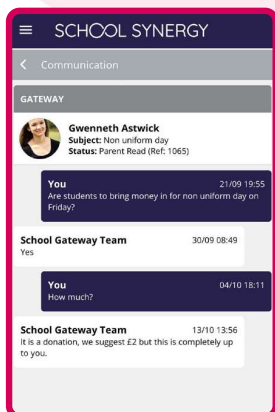 SCHOOL SYNERGY
Communication
GATEWAY
Gwenneth Astwick
Subject: Non uniform day
Status: Parent Read (Ref: 1065)
You 21/09 19:55
Are students to bring money in for non uniform day on
Friday?
School Gateway Team 30/09 08:49
Yes
You 04/10 18:11
How much?
School Gateway Team 13/10 13:56
It is a donation, we suggest £2 but this is completely up
to you.